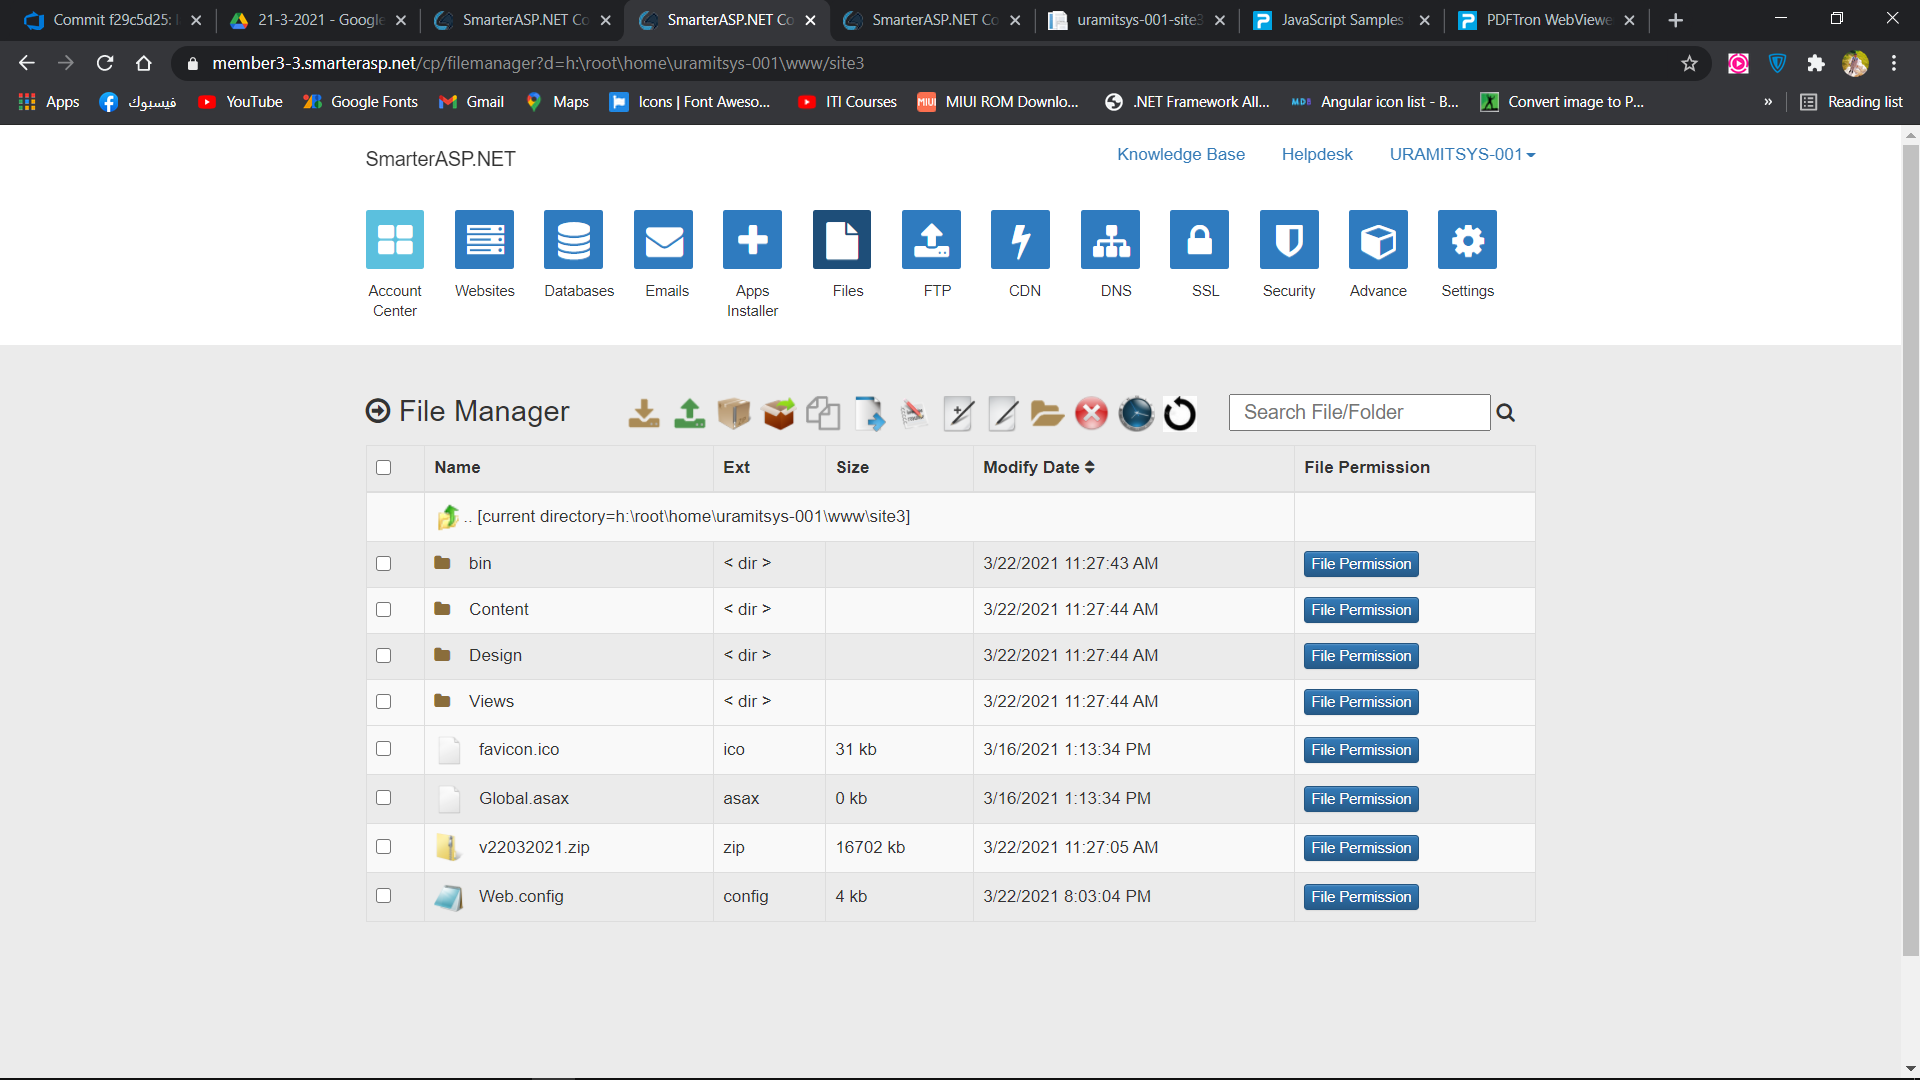 Commit f29c5d25:
21-3-2021 - Google
SmarterASP.NET Co
SmarterASP.NET Co
SmarterASP.NET Co
uramitsys-001-site3
JavaScript Samples
PDFTron WebViewe
member3-3.smarterasp.net/cp/filemanager?d=h:\root\home\uramitsys-001\www/site3
Apps
فيسبوك
YouTube
Google Fonts
Gmail
Maps
Icons | Font Aweso...
ITI Courses
MIUI ROM Downlo...
.NET Framework All...
Angular icon list - B...
Convert image to P...
»
Reading list
SmarterASP.NET
Knowledge Base
Helpdesk
URAMITSYS-001
Account Center
Websites
Databases
Emails
Apps Installer
Files
FTP
CDN
DNS
SSL
Security
Advance
Settings
File Manager
Search File/Folder
Name Ext Size Modify Date File Permission
.. [current directory=h:\root\home\uramitsys-001\www\site3]
bin < dir > 3/22/2021 11:27:43 AM File Permission
Content < dir > 3/22/2021 11:27:44 AM File Permission
Design < dir > 3/22/2021 11:27:44 AM File Permission
Views < dir > 3/22/2021 11:27:44 AM File Permission
favicon.ico ico 31 kb 3/16/2021 1:13:34 PM File Permission
Global.asax asax 0 kb 3/16/2021 1:13:34 PM File Permission
v22032021.zip zip 16702 kb 3/22/2021 11:27:05 AM File Permission
Web.config config 4 kb 3/22/2021 8:03:04 PM File Permission